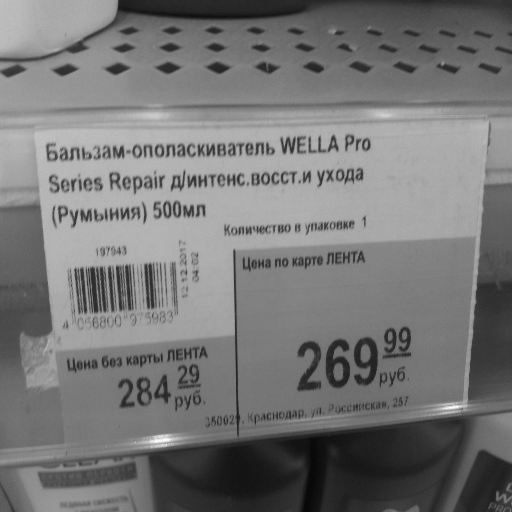 Бальзам-ополаскиватель WELLA Pro
Series Repair д/интенс.восст.и ухода
(Румыния) 500мл
Количество в упаковке 1
197943
12.12.2017
04:02
4 056800 975983
Цена по карте ЛЕНТА
269 99 руб.
Цена без карты ЛЕНТА
284 29 руб.
350029, Краснодар, ул. Российская, 257